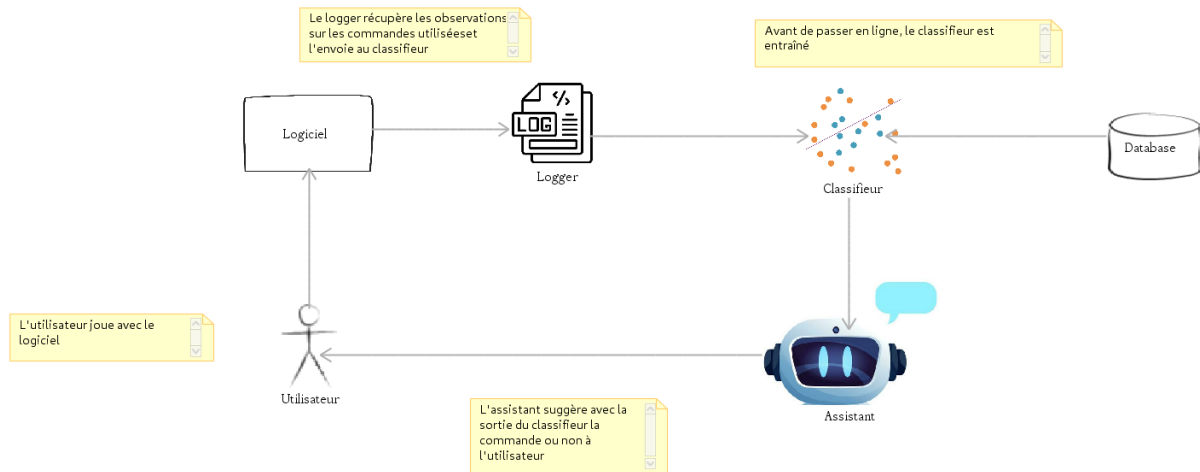 Le logger récupère les observations
sur les commandes utiliséeset
l'envoie au classifieur
Avant de passer en ligne, le classifieur est
entraîné
Logiciel
</>
LOG
Logger
Classifieur
Database
L'utilisateur joue avec le
logiciel
Utilisateur
L'assistant suggère avec la
sortie du classifieur la
commande ou non à
l'utilisateur
Assistant